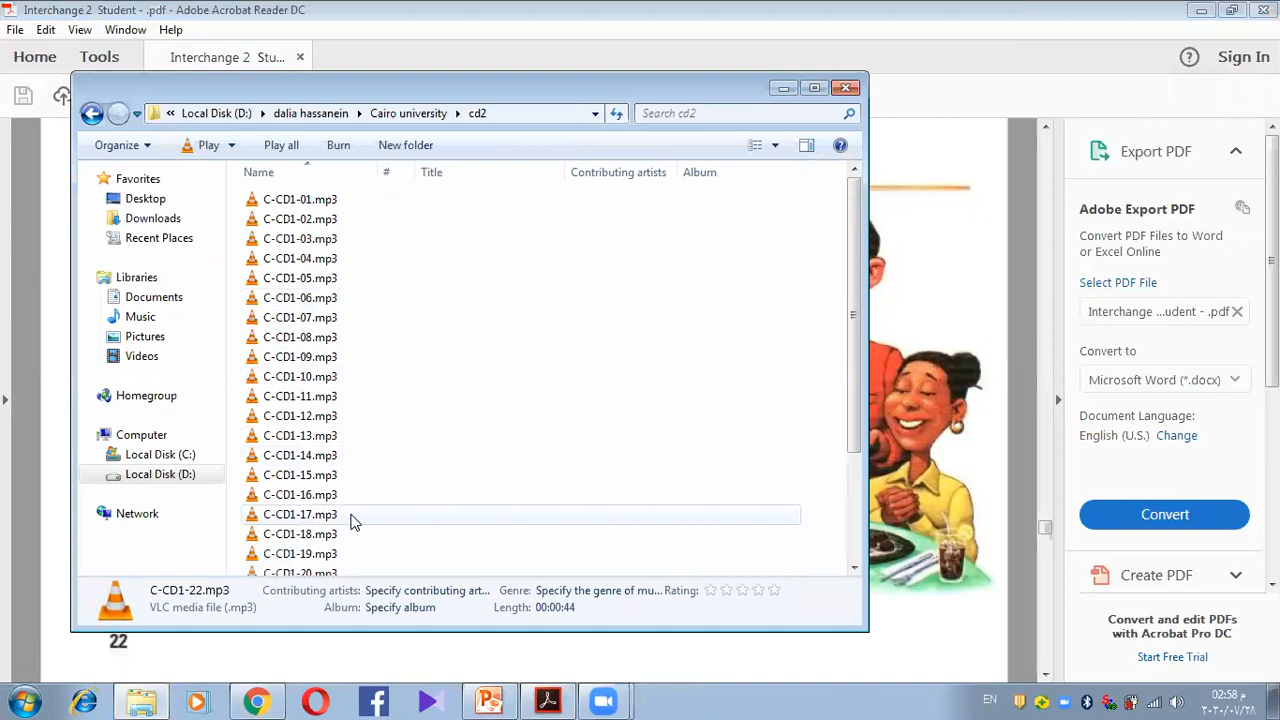 Interchange 2 Student - .pdf - Adobe Acrobat Reader DC
File Edit View Window Help
Home Tools Interchange 2 Stu... × Sign In
« Local Disk (D:) dalia hassanein Cairo university cd2 Search cd2
Organize Play Play all Burn New folder
Name # Title Contributing artists Album
Favorites
Desktop
Downloads
Recent Places
Libraries
Documents
Music
Pictures
Videos
Homegroup
Computer
Local Disk (C:)
Local Disk (D:)
Network
C-CD1-01.mp3
C-CD1-02.mp3
C-CD1-03.mp3
C-CD1-04.mp3
C-CD1-05.mp3
C-CD1-06.mp3
C-CD1-07.mp3
C-CD1-08.mp3
C-CD1-09.mp3
C-CD1-10.mp3
C-CD1-11.mp3
C-CD1-12.mp3
C-CD1-13.mp3
C-CD1-14.mp3
C-CD1-15.mp3
C-CD1-16.mp3
C-CD1-17.mp3
C-CD1-18.mp3
C-CD1-19.mp3
C-CD1-20.mp3
C-CD1-22.mp3 Contributing artists: Specify contributing art... Genre: Specify the genre of mu... Rating:
VLC media file (.mp3) Album: Specify album Length: 00:00:44
22
Export PDF
Adobe Export PDF
Convert PDF Files to Word
or Excel Online
Select PDF File
Interchange ...udent - .pdf
Convert to
Microsoft Word (*.docx)
Document Language:
English (U.S.) Change
Convert
Create PDF
Convert and edit PDFs
with Acrobat Pro DC
Start Free Trial
EN
02:58 م
٢٠٢٠/٠٧/٢٨